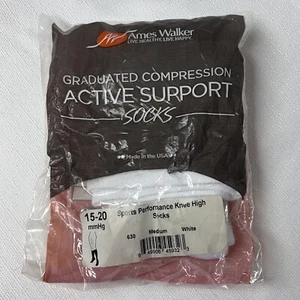 Ames Walker
LIVE HEALTHY. LIVE HAPPY.
GRADUATED COMPRESSION
ACTIVE SUPPORT
SOCKS
Made in the USA
15-20
mmHg
Sports Performance Knee High
Socks
630 Medium White